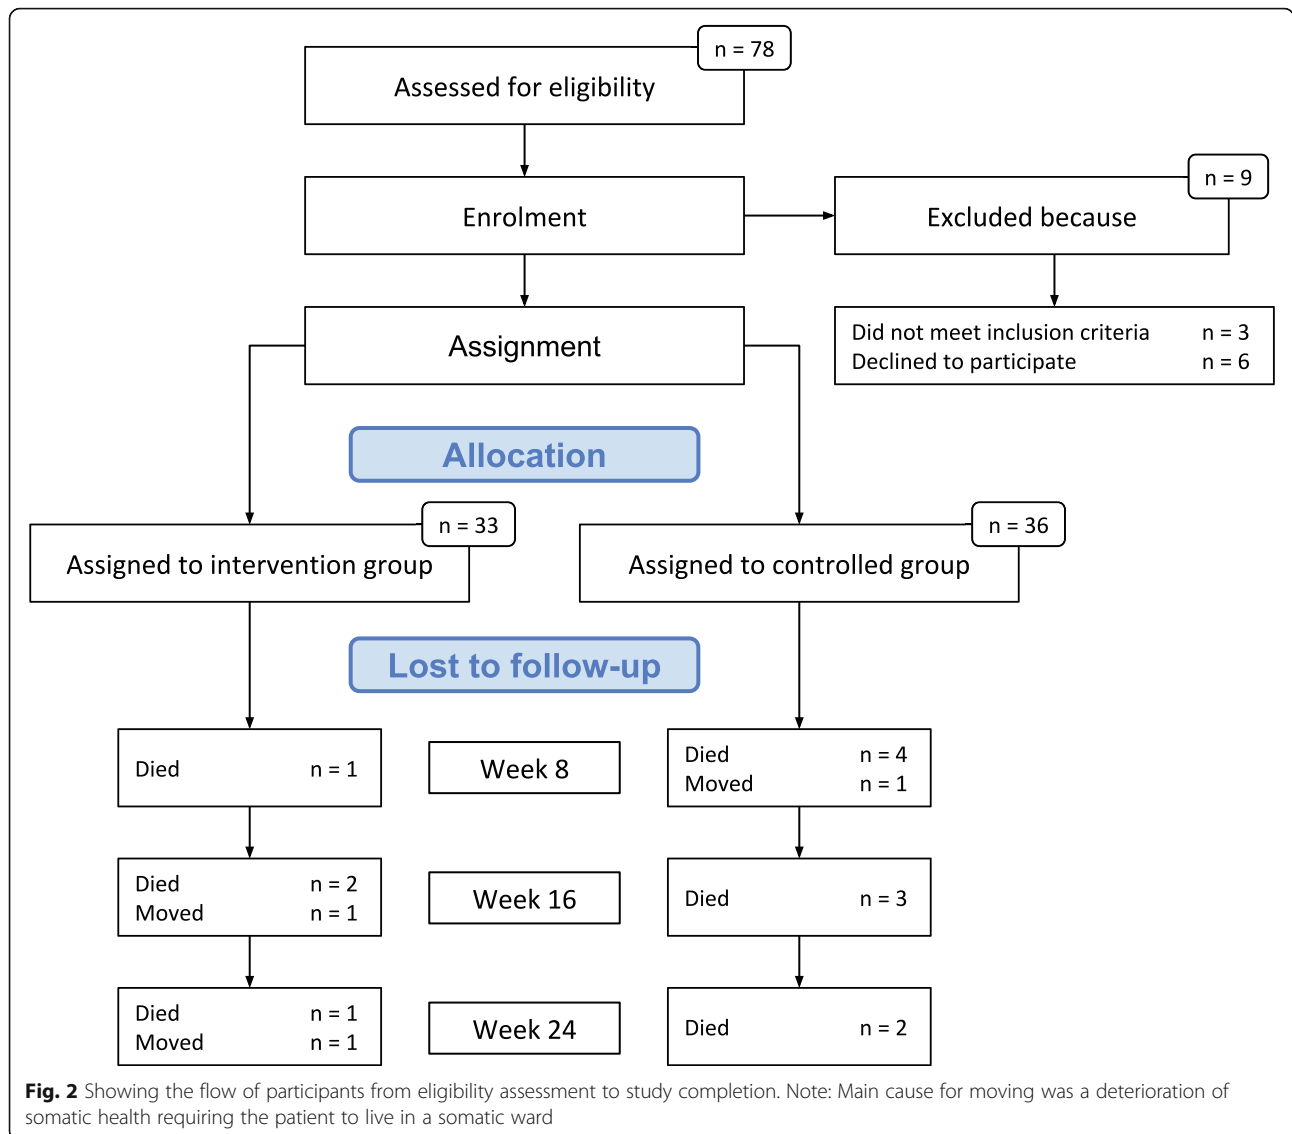 n = 78
Assessed for eligibility
Enrolment
n = 9
Excluded because
Did not meet inclusion criteria n = 3
Declined to participate n = 6
Assignment
Allocation
n = 33
Assigned to intervention group
n = 36
Assigned to controlled group
Lost to follow-up
Died n = 1
Week 8
Died n = 4
Moved n = 1
Died n = 2
Moved n = 1
Week 16
Died n = 3
Died n = 1
Moved n = 1
Week 24
Died n = 2
Fig. 2 Showing the flow of participants from eligibility assessment to study completion. Note: Main cause for moving was a deterioration of
somatic health requiring the patient to live in a somatic ward